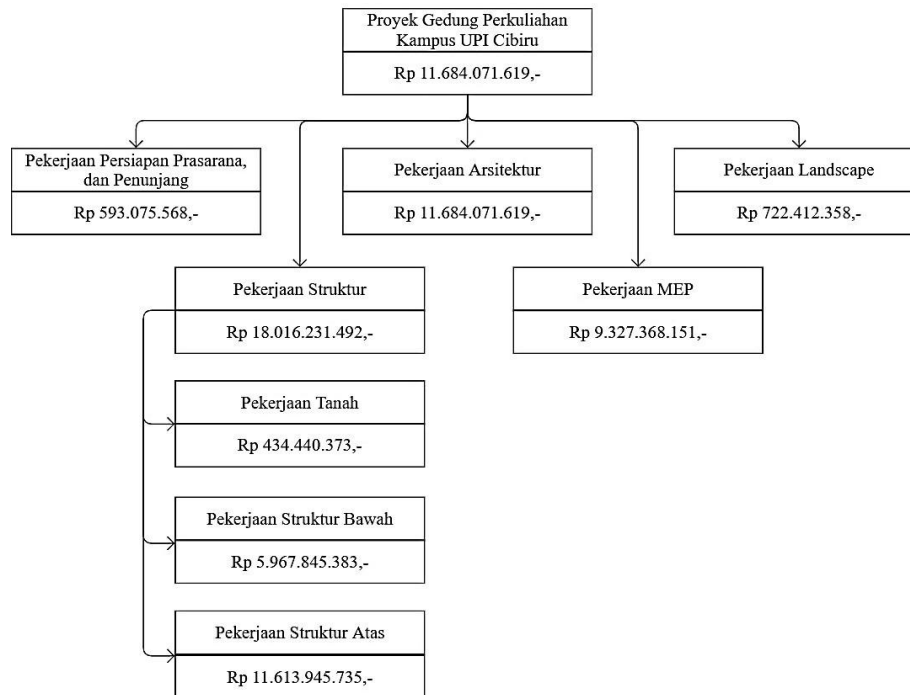 Proyek Gedung Perkuliahan
Kampus UPI Cibiru
Rp 11.684.071.619,-
Pekerjaan Persiapan Prasarana,
dan Penunjang
Rp 593.075.568,-
Pekerjaan Arsitektur
Rp 11.684.071.619,-
Pekerjaan Landscape
Rp 722.412.358,-
Pekerjaan Struktur
Rp 18.016.231.492,-
Pekerjaan MEP
Rp 9.327.368.151,-
Pekerjaan Tanah
Rp 434.440.373,-
Pekerjaan Struktur Bawah
Rp 5.967.845.383,-
Pekerjaan Struktur Atas
Rp 11.613.945.735,-